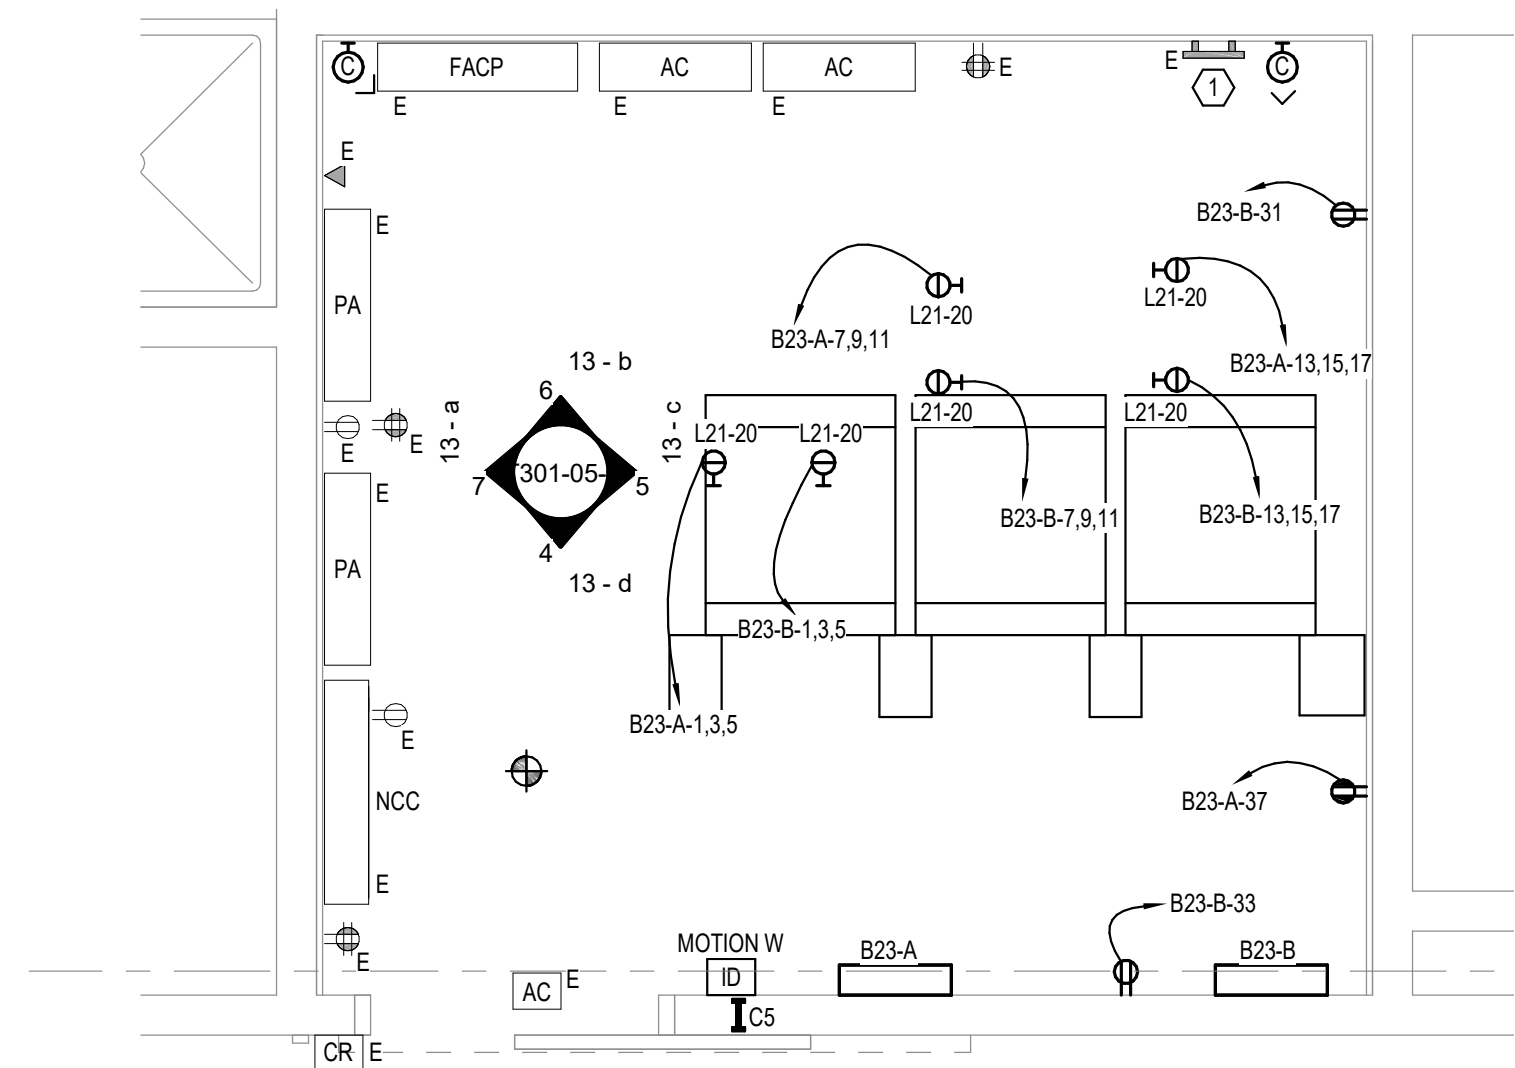 C
FACP
AC
AC
E
E
C
E
E
E
1
E
E
B23-B-31
PA
L21-20
L21-20
B23-A-7,9,11
B23-A-13,15,17
13 - b
6
13 - a
13 - c
L21-20
L21-20
E
E
L21-20
L21-20
7
301-05-
5
E
B23-B-7,9,11
B23-B-13,15,17
4
PA
13 - d
B23-B-1,3,5
B23-A-1,3,5
E
NCC
B23-A-37
E
B23-B-33
MOTION W
B23-A
B23-B
E
AC
E
ID
C5
CR
E